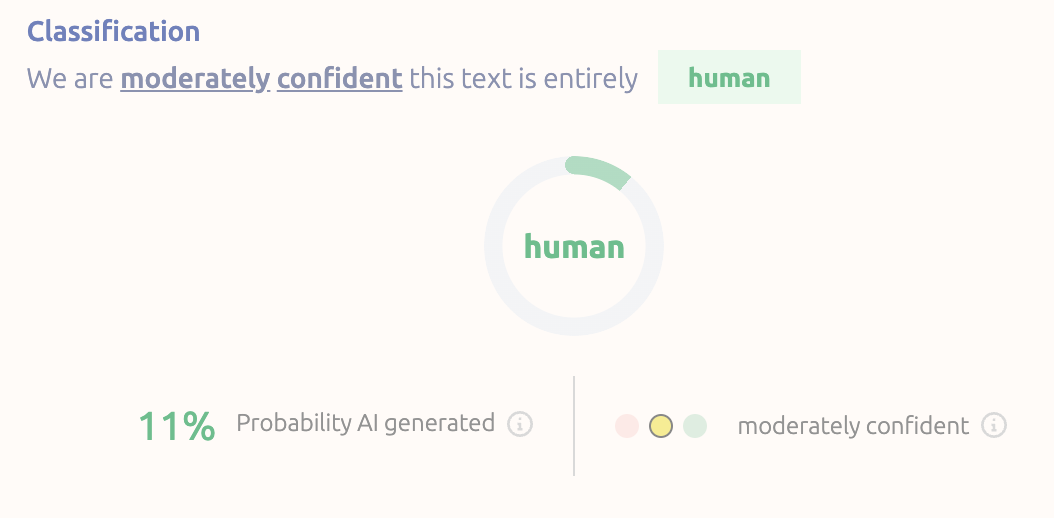 Classification
We are moderately confident this text is entirely human
human
11% Probability AI generated
moderately confident